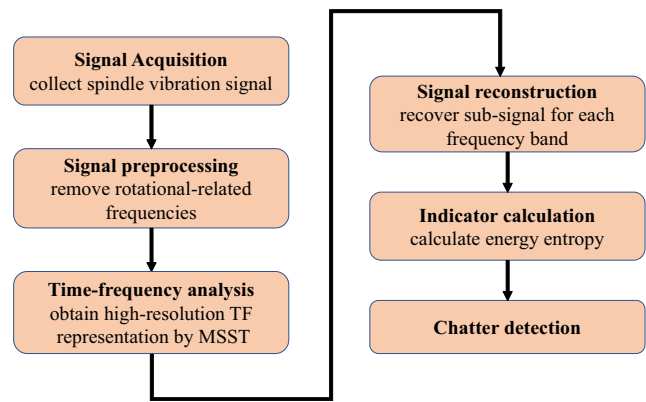 Signal Acquisition
collect spindle vibration signal
Signal preprocessing
remove rotational-related
frequencies
Time-frequency analysis
obtain high-resolution TF
representation by MSST
Signal reconstruction
recover sub-signal for each
frequency band
Indicator calculation
calculate energy entropy
Chatter detection